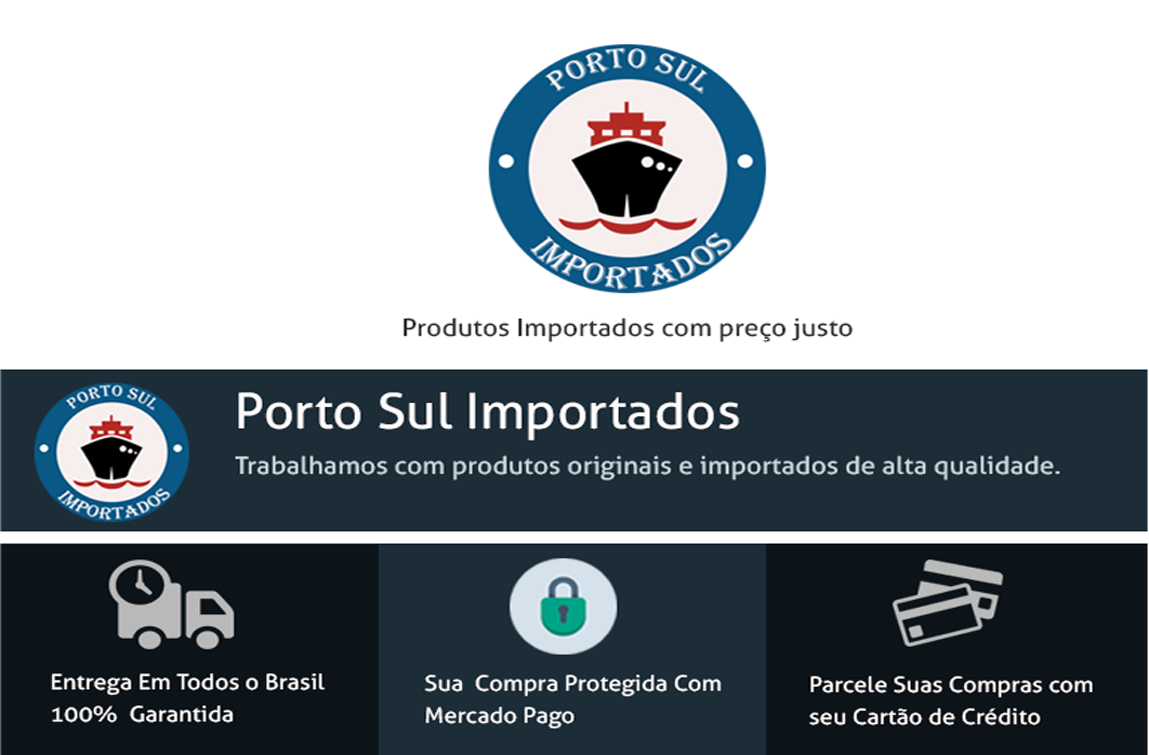 PORTO SUL
IMPORTADOS
Produtos Importados com preço justo
PORTO SUL
IMPORTADOS
Porto Sul Importados
Trabalhamos com produtos originais e importados de alta qualidade.
Entrega Em Todos o Brasil
100% Garantida
Sua Compra Protegida Com
Mercado Pago
Parcele Suas Compras com
seu Cartão de Crédito